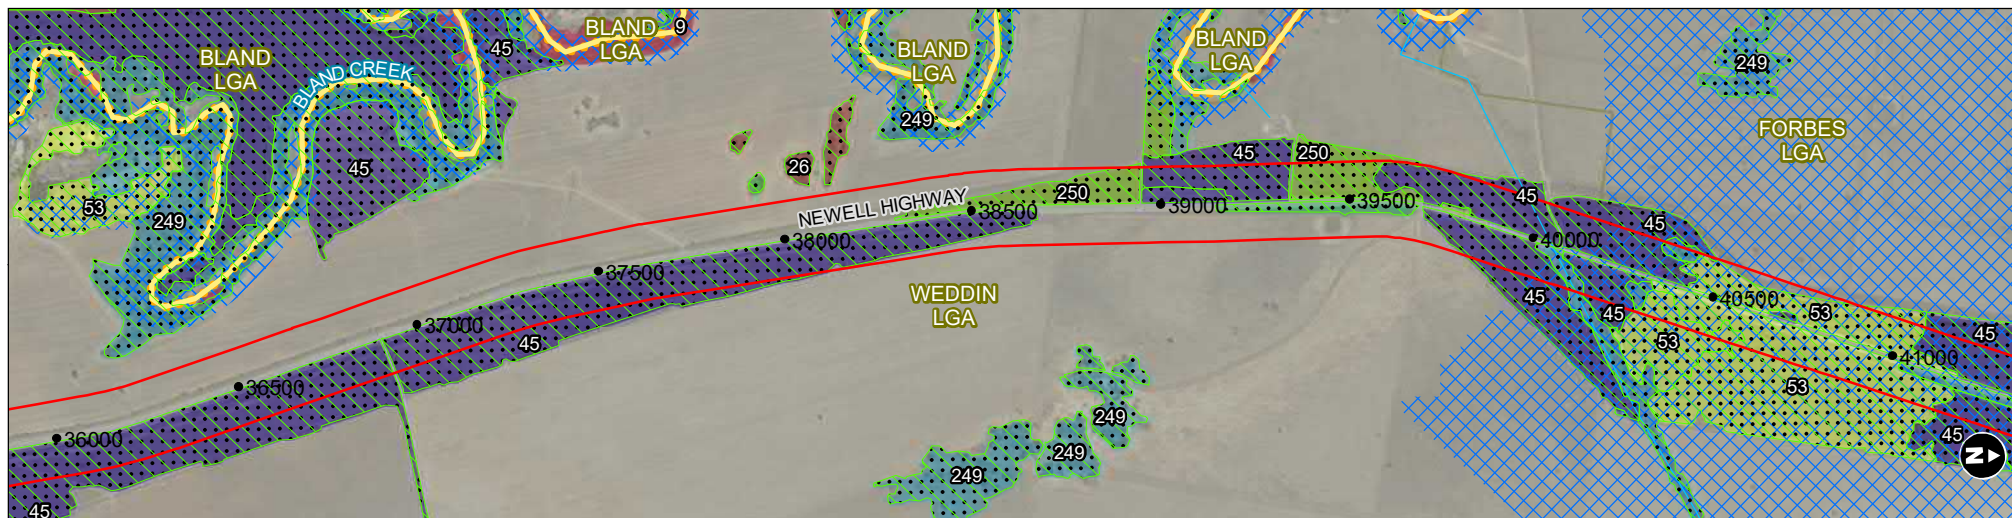 BLAND
LGA
9
BLAND
LGA
45
BLAND
LGA
BLAND CREEK
BLAND
LGA
249
BLAND
LGA
249
FORBES
LGA
45
53
249
26
45
250
250
NEWELL HIGHWAY
38500
39000
39500
45
45
38000
40000
37500
WEDDIN
LGA
45
45
40500
53
37000
45
53
45
41000
36500
53
249
36000
249
249
45
45
N